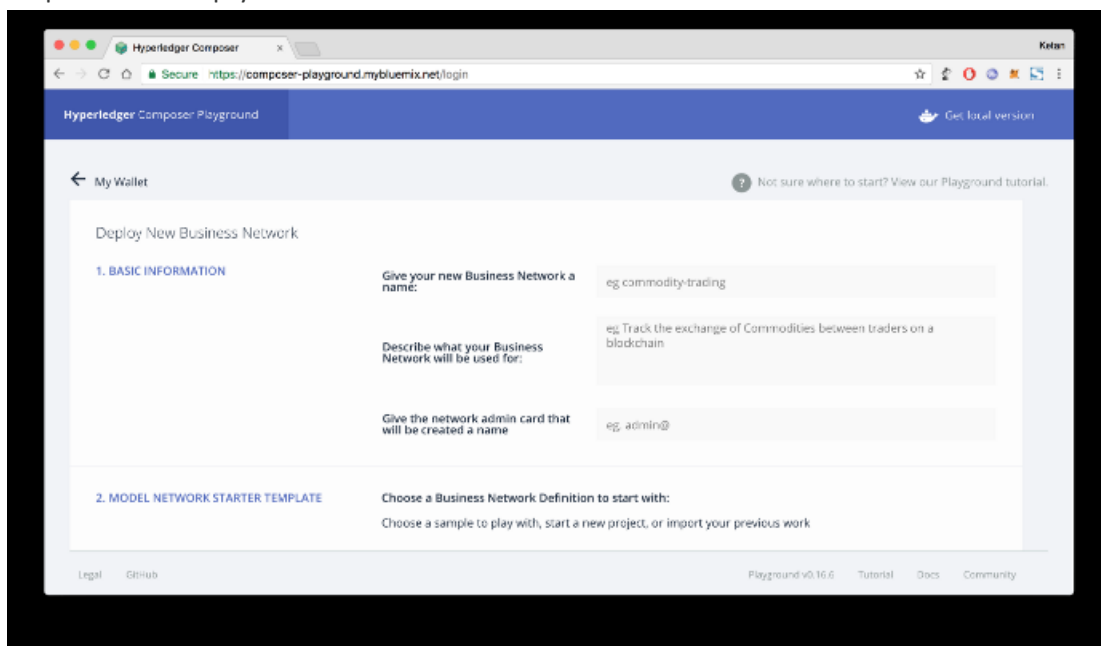 Hyperledger Composer
Ketan
Secure https://composer-playground.mybluemix.net/login
Hyperledger Composer Playground
Get local version
My Wallet
Not sure where to start? View our Playground tutorial.
Deploy New Business Network
1. BASIC INFORMATION
Give your new Business Network a
name:
eg commodity-trading
Describe what your Business
Network will be used for:
eg Track the exchange of Commodities between traders on a
blockchain
Give the network admin card that
will be created a name
eg. admin@
2. MODEL NETWORK STARTER TEMPLATE
Choose a Business Network Definition to start with:
Choose a sample to play with, start a new project, or import your previous work
Legal GitHub
Playground v0.16.6 Tutorial Docs Community